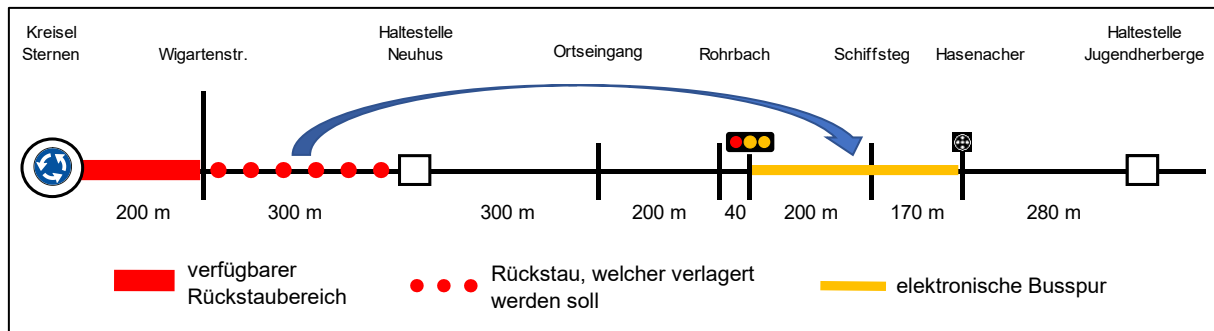 Kreisel
Sternen
Wigartenstr.
Haltestelle
Neuhus
Ortseingang
Rohrbach
Schiffsteg
Hasenacher
Haltestelle
Jugendherberge
200 m
300 m
300 m
200 m
40
200 m
170 m
280 m
verfügbarer
Rückstaubereich
Rückstau, welcher verlagert
werden soll
elektronische Busspur